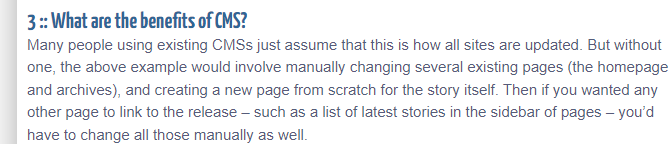 3 :: What are the benefits of CMS?
Many people using existing CMSs just assume that this is how all sites are updated. But without
one, the above example would involve manually changing several existing pages (the homepage
and archives), and creating a new page from scratch for the story itself. Then if you wanted any
other page to link to the release – such as a list of latest stories in the sidebar of pages – you’d
have to change all those manually as well.